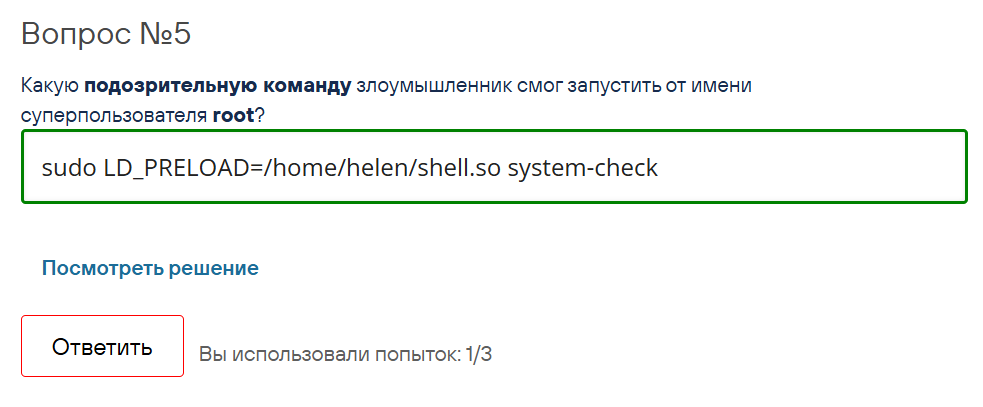 Вопрос №5
Какую подозрительную команду злоумышленник смог запустить от имени
суперпользователя root?
sudo LD_PRELOAD=/home/helen/shell.so system-check
Посмотреть решение
Ответить
Вы использовали попыток: 1/3